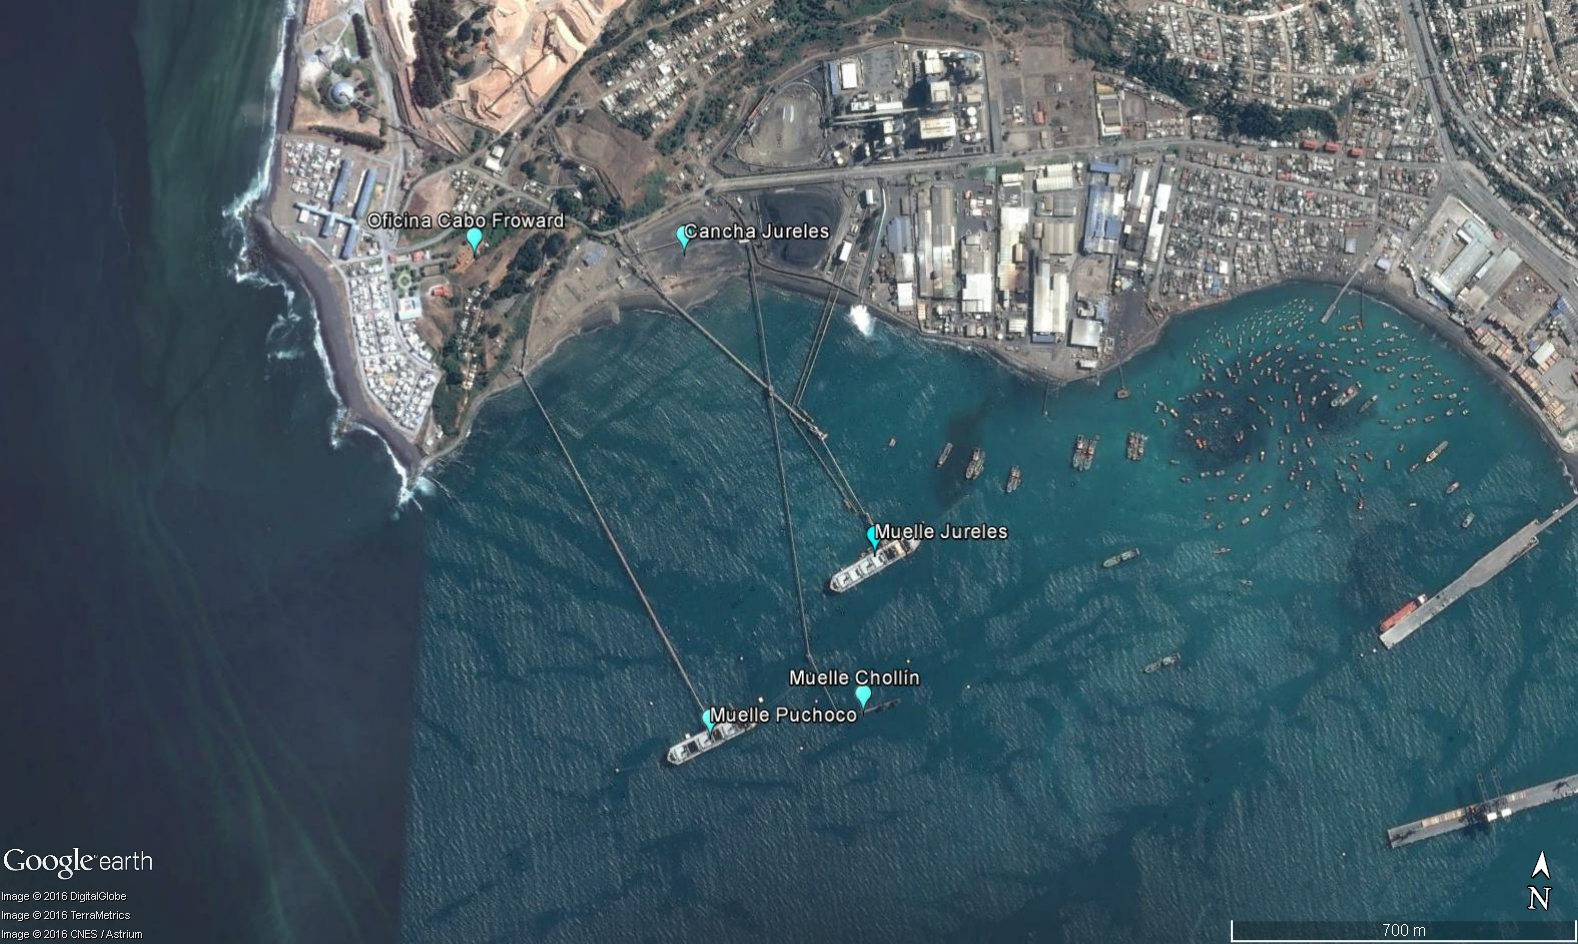 Oficina Cabo Froward
Cancha Jureles
Muelle Jureles
Muelle Chollín
Muelle Puchoco
Google earth
Image © 2016 DigitalGlobe
Image © 2016 TerraMetrics
Image © 2016 CNES / Astrium
N
700 m